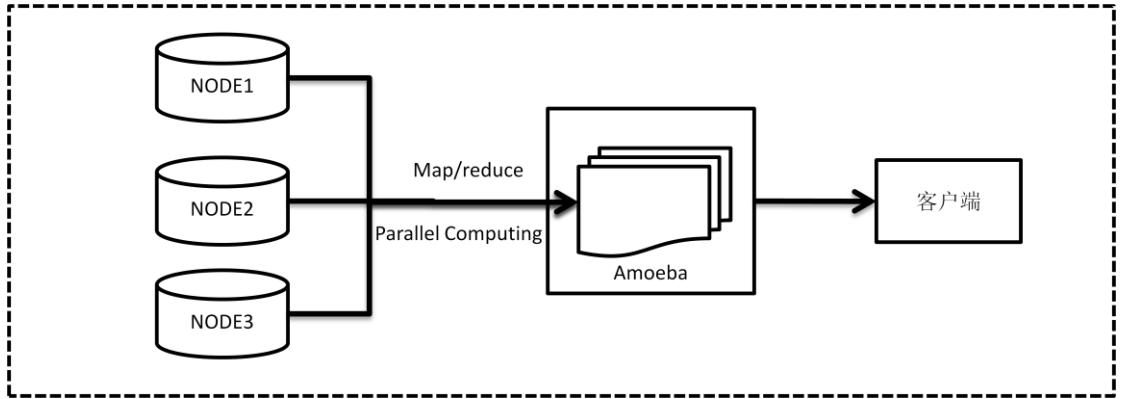 NODE1
NODE2
NODE3
Map/reduce
Parallel Computing
Amoeba
客户端